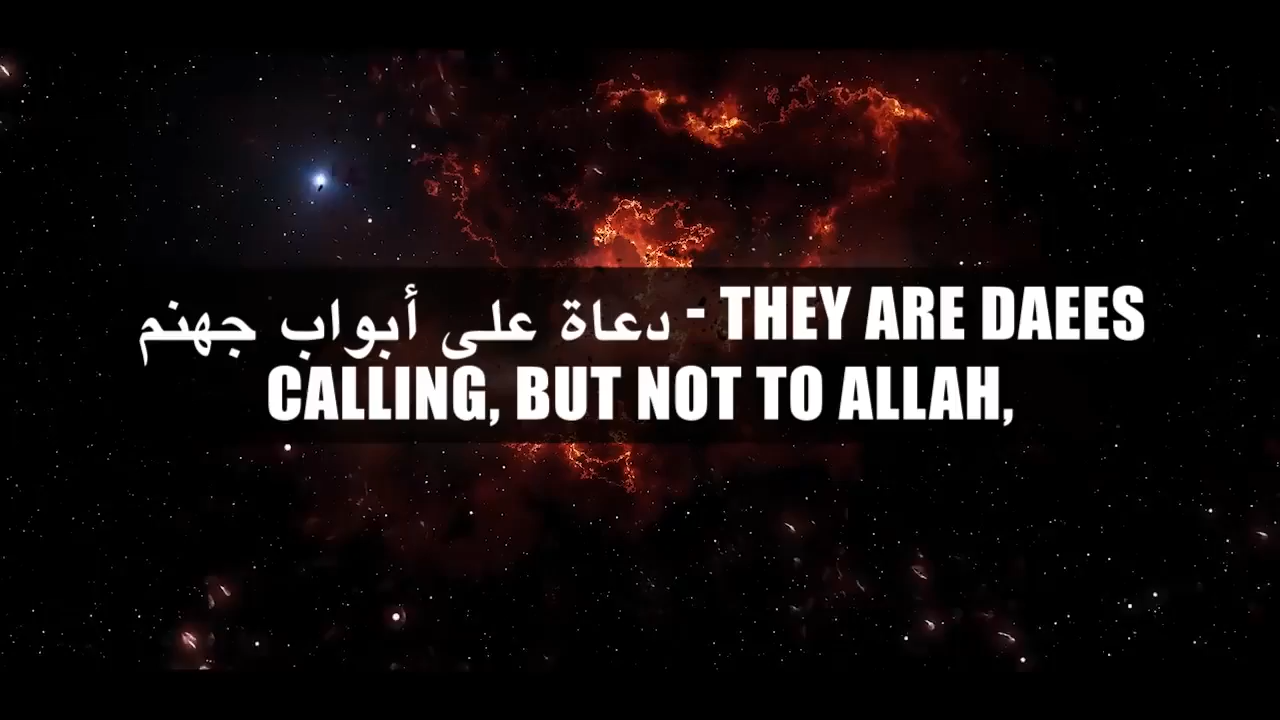 دعاة على أبواب جهنم - THEY ARE DAEES
CALLING, BUT NOT TO ALLAH,